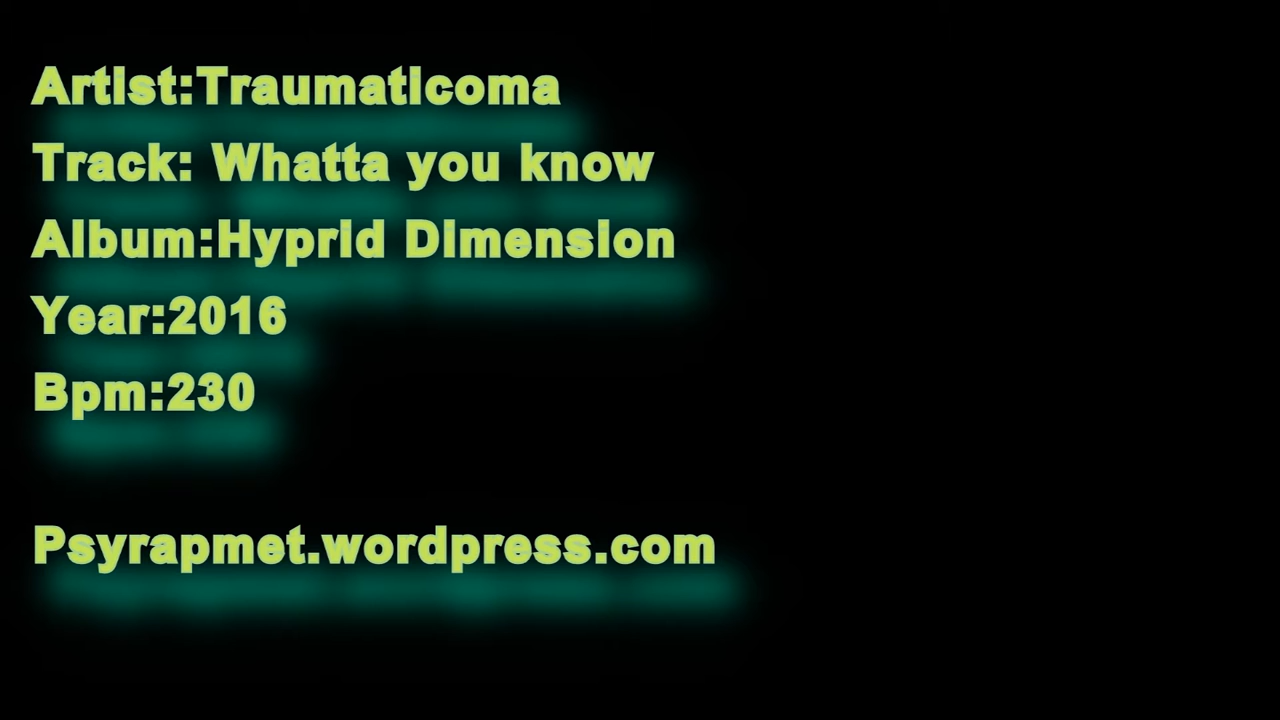 Artist:Traumaticoma
Track: Whatta you know
Album:Hyprid Dimension
Year:2016
Bpm:230
Psyrapmet.wordpress.com